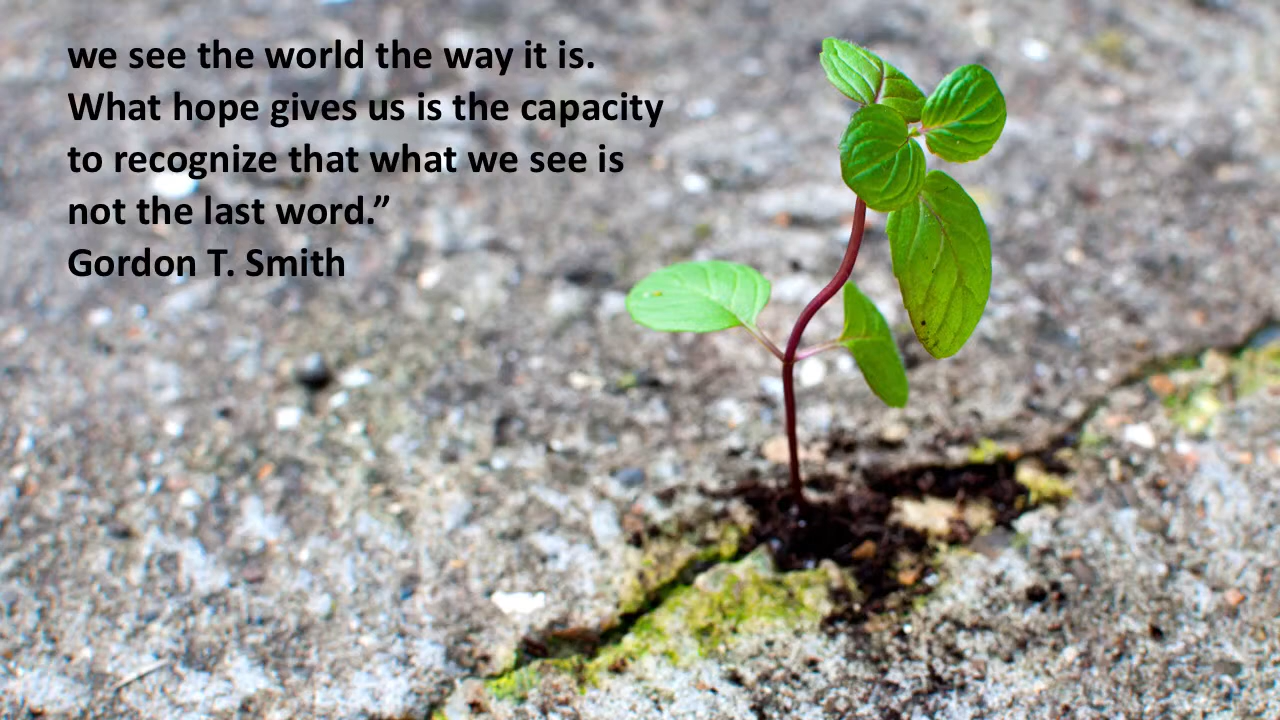 we see the world the way it is.
What hope gives us is the capacity
to recognize that what we see is
not the last word.”
Gordon T. Smith